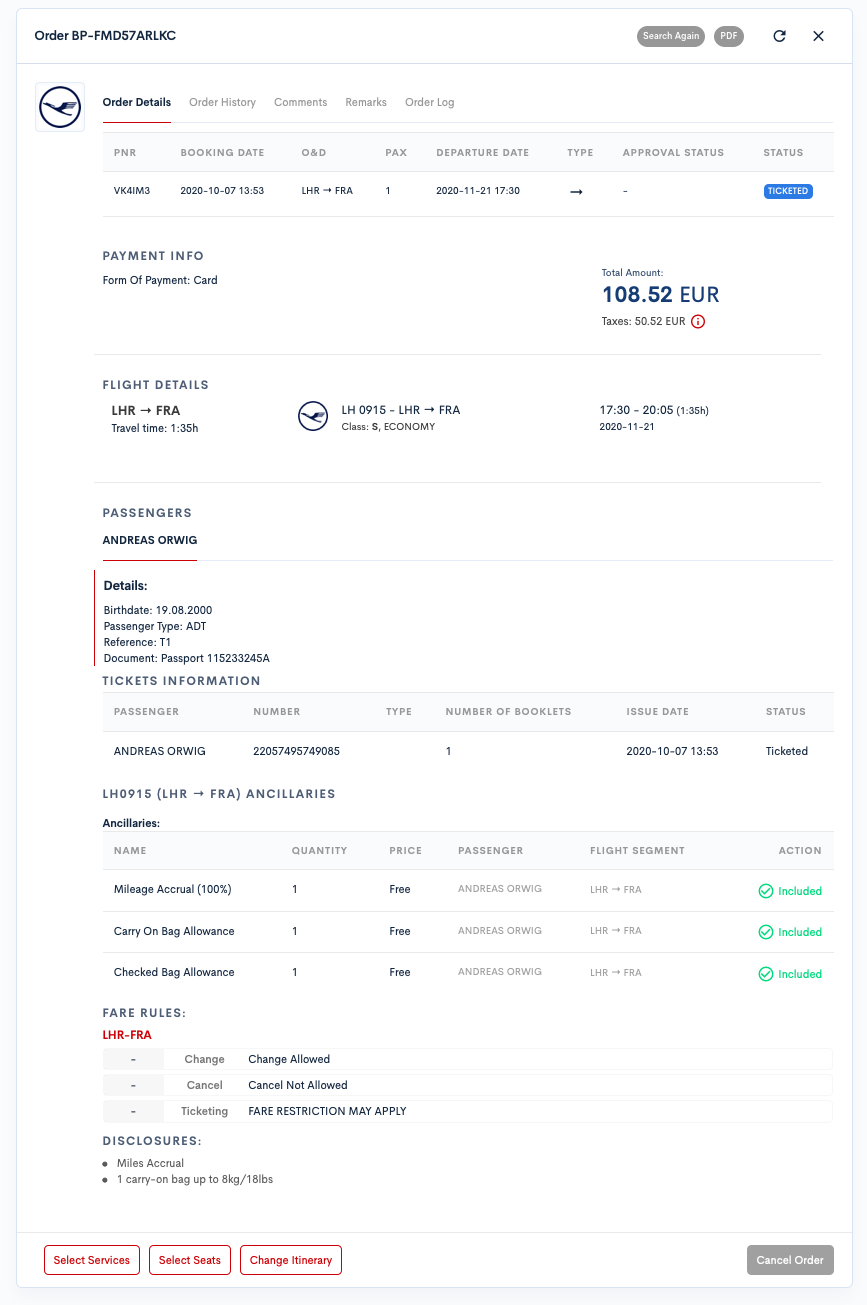 Order BP-FMD57ARLKC
Search Again
PDF
Order Details Order History Comments Remarks Order Log
PNR BOOKING DATE O&D PAX DEPARTURE DATE TYPE APPROVAL STATUS STATUS
VK4IM3 2020-10-07 13:53 LHR → FRA 1 2020-11-21 17:30 → - TICKETED
PAYMENT INFO
Form Of Payment: Card
Total Amount:
108.52 EUR
Taxes: 50.52 EUR
FLIGHT DETAILS
LHR → FRA LH 0915 - LHR → FRA 17:30 - 20:05 (1:35h)
Travel time: 1:35h Class: S, ECONOMY 2020-11-21
PASSENGERS
ANDREAS ORWIG
Details:
Birthdate: 19.08.2000
Passenger Type: ADT
Reference: T1
Document: Passport 115233245A
TICKETS INFORMATION
PASSENGER NUMBER TYPE NUMBER OF BOOKLETS ISSUE DATE STATUS
ANDREAS ORWIG 22057495749085 1 2020-10-07 13:53 Ticketed
LH0915 (LHR → FRA) ANCILLARIES
Ancillaries:
NAME QUANTITY PRICE PASSENGER FLIGHT SEGMENT ACTION
Mileage Accrual (100%) 1 Free ANDREAS ORWIG LHR → FRA Included
Carry On Bag Allowance 1 Free ANDREAS ORWIG LHR → FRA Included
Checked Bag Allowance 1 Free ANDREAS ORWIG LHR → FRA Included
FARE RULES:
LHR-FRA
- Change Change Allowed
- Cancel Cancel Not Allowed
- Ticketing FARE RESTRICTION MAY APPLY
DISCLOSURES:
● Miles Accrual
● 1 carry-on bag up to 8kg/18lbs
Select Services Select Seats Change Itinerary Cancel Order